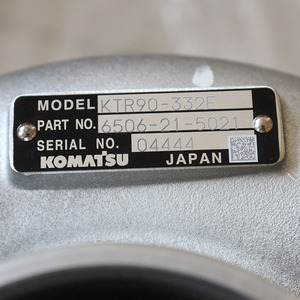 MODEL KTR90-332E
PART NO. 6506-21-5021
SERIAL NO. 04444
KOMATSU JAPAN